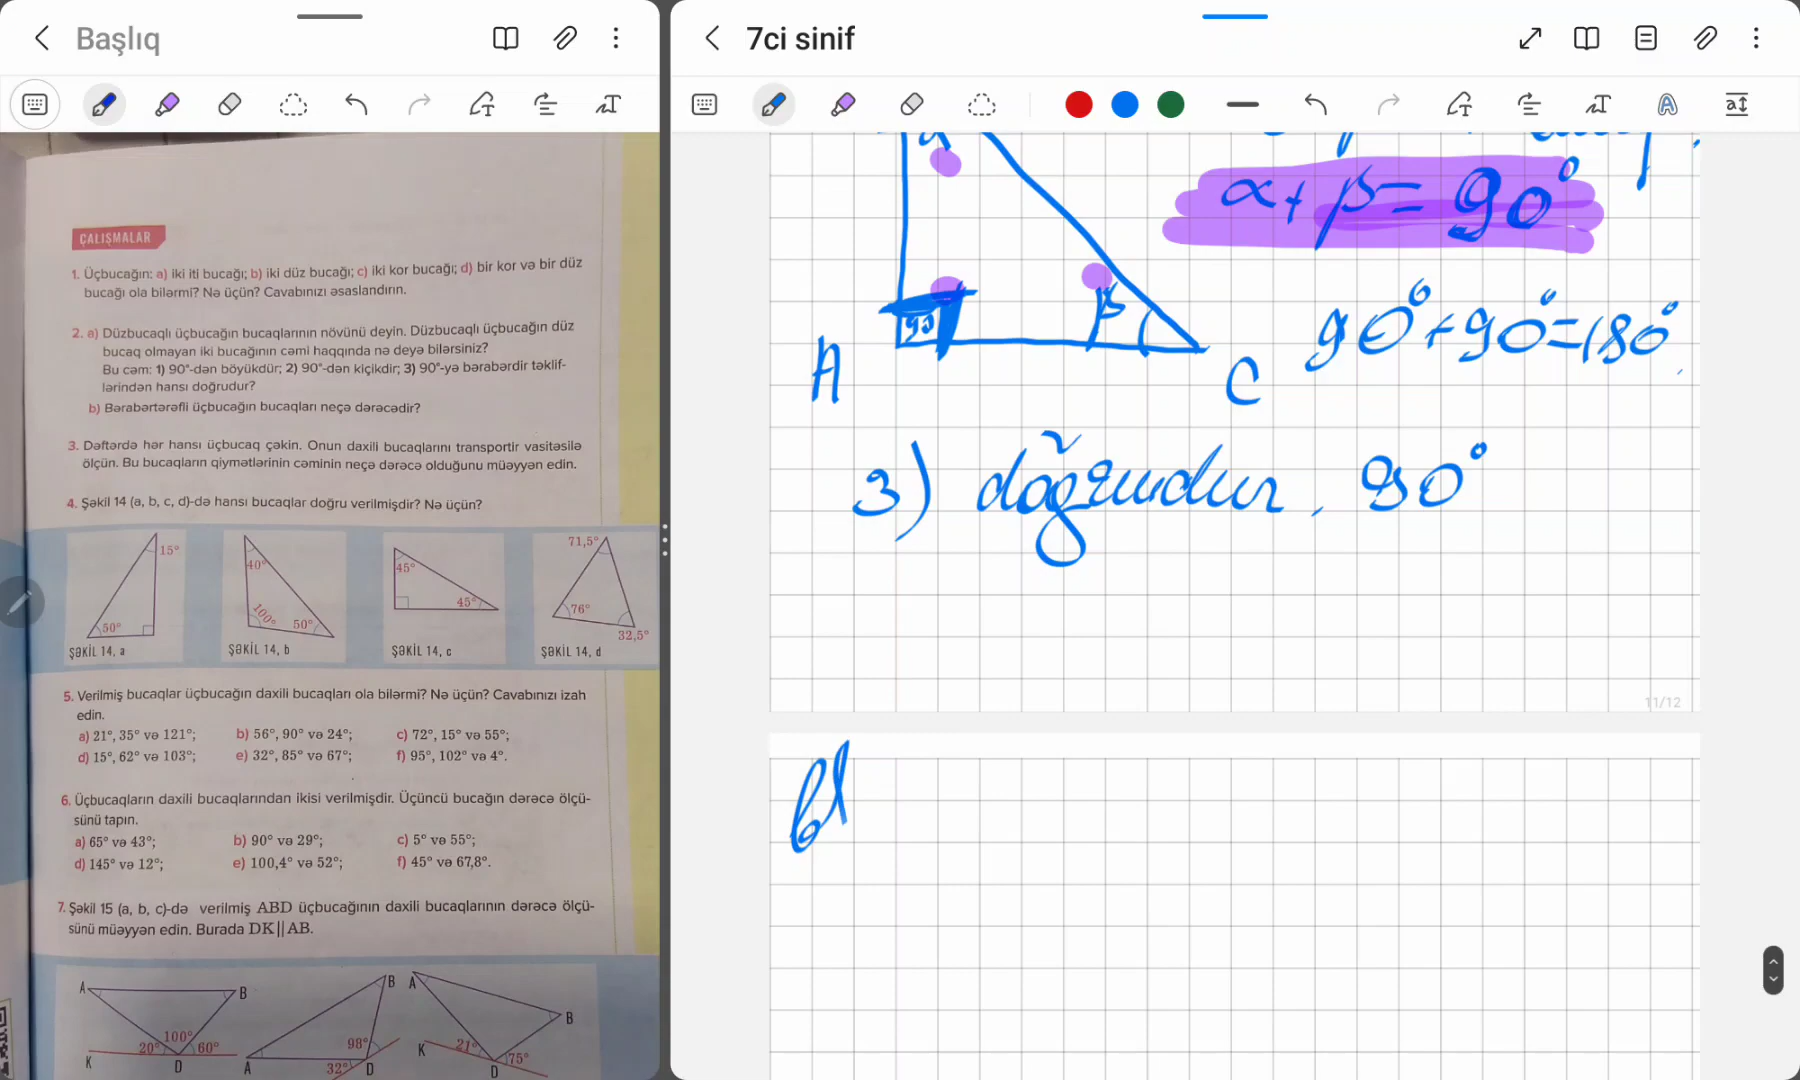 Başlıq
ÇALIŞMALAR
1. Üçbucağın: a) iki iti bucağı; b) iki düz bucağı; c) iki kor bucağı; d) bir kor və bir düz
bucağı ola bilərmi? Nə üçün? Cavabınızı əsaslandırın.
2. a) Düzbucaqlı üçbucağın bucaqlarının növünü deyin. Düzbucaqlı üçbucağın düz
bucaq olmayan iki bucağının cəmi haqqında nə deyə bilərsiniz?
Bu cəm: 1) 90°-dən böyükdür; 2) 90°-dən kiçikdir; 3) 90°-yə bərabərdir təklif-
lərindən hansı doğrudur?
b) Bərabərtərəfli üçbucağın bucaqları neçə dərəcədir?
3. Dəftərdə hər hansı üçbucaq çəkin. Onun daxili bucaqlarını transportir vasitəsilə
ölçün. Bu bucaqların qiymətlərinin cəminin neçə dərəcə olduğunu müəyyən edin.
4. Şəkil 14 (a, b, c, d)-də hansı bucaqlar doğru verilmişdir? Nə üçün?
15°
50°
ŞƏKİL 14, a
40°
100°
50°
ŞƏKİL 14, b
45°
45°
ŞƏKİL 14, c
71,5°
76°
32,5°
ŞƏKİL 14, d
5. Verilmiş bucaqlar üçbucağın daxili bucaqları ola bilərmi? Nə üçün? Cavabınızı izah
edin.
a) 21°, 35° və 121°; b) 56°, 90° və 24°; c) 72°, 15° və 55°;
d) 15°, 62° və 103°; e) 32°, 85° və 67°; f) 95°, 102° və 4°.
6. Üçbucaqların daxili bucaqlarından ikisi verilmişdir. Üçüncü bucağın dərəcə ölçü-
sünü tapın.
a) 65° və 43°; b) 90° və 29°; c) 5° və 55°;
d) 145° və 12°; e) 100,4° və 52°; f) 45° və 67,8°.
7. Şəkil 15 (a, b, c)-də verilmiş ABD üçbucağının daxili bucaqlarının dərəcə ölçü-
sünü müəyyən edin. Burada DK||AB.
A B
100°
20° 60°
K D
B
98°
A 32° D
A
B
K 21°
75°
D
7ci sinif
α
α + β = 90°
90
β
90° + 90° = 180°
A
C
3) doğrudur. 90°
11/12
b)